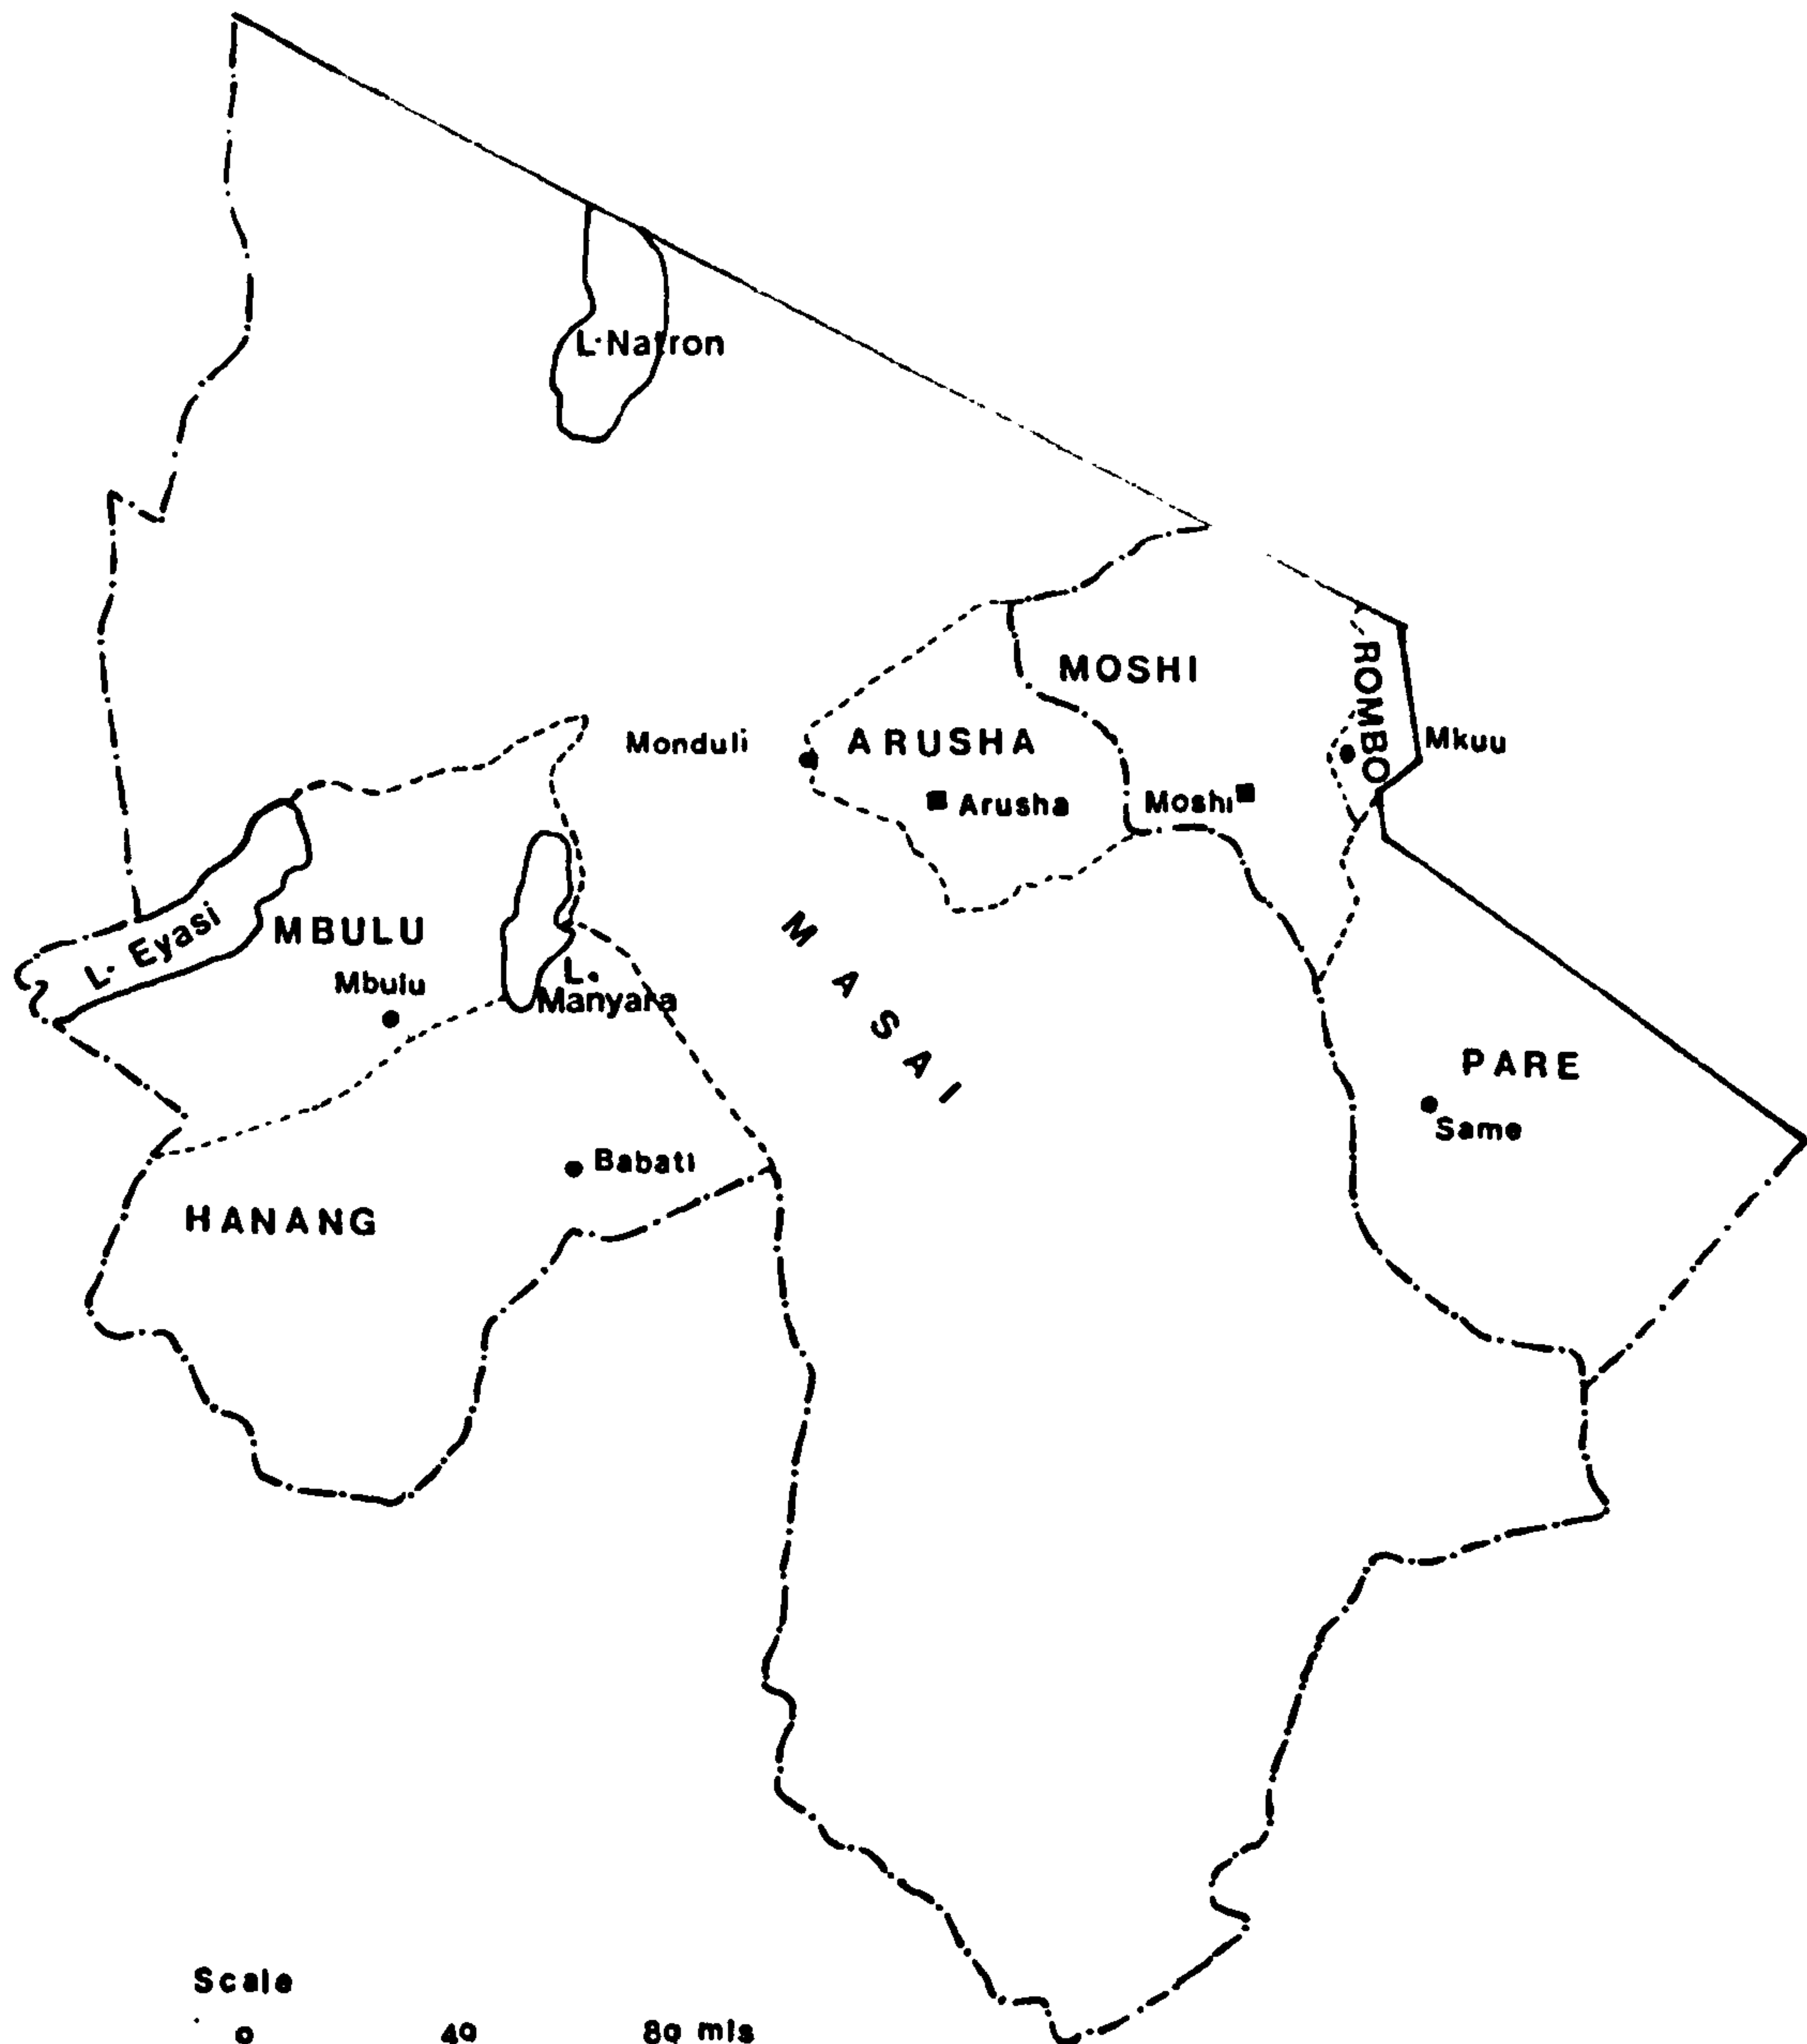 L. Natron
MOSHI
ROMBO
Monduli
ARUSHA
Mkuu
Arusha
Moshi
L. Eyasi
MBULU
MASAI
Mbulu
L.
Manyara
PARE
Same
Babati
HANANG
Scale
0 40 80 mls